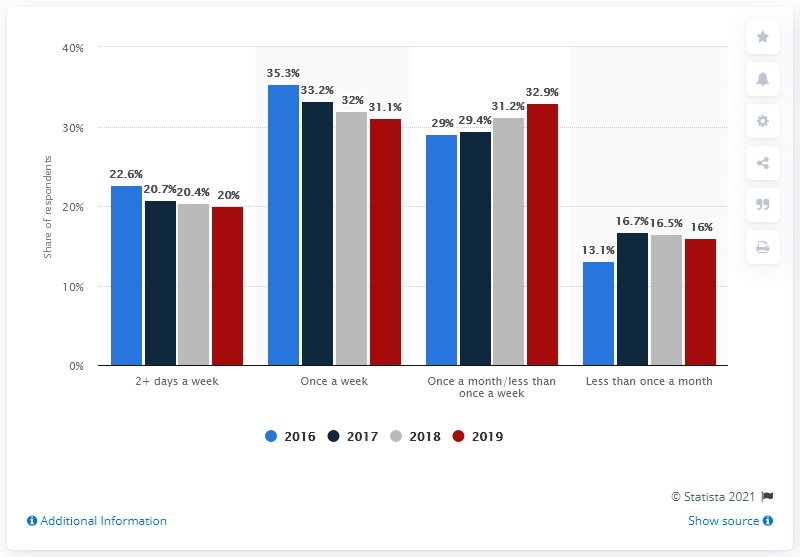 40%
30%
20%
10%
0%
Share of respondents
22.6%
20.7%
20.4%
20%
35.3%
33.2%
32%
31.1%
29%
29.4%
31.2%
32.9%
13.1%
16.7%
16.5%
16%
2+ days a week
Once a week
Once a month/less than
once a week
Less than once a month
2016 2017 2018 2019
© Statista 2021
Additional Information
Show source